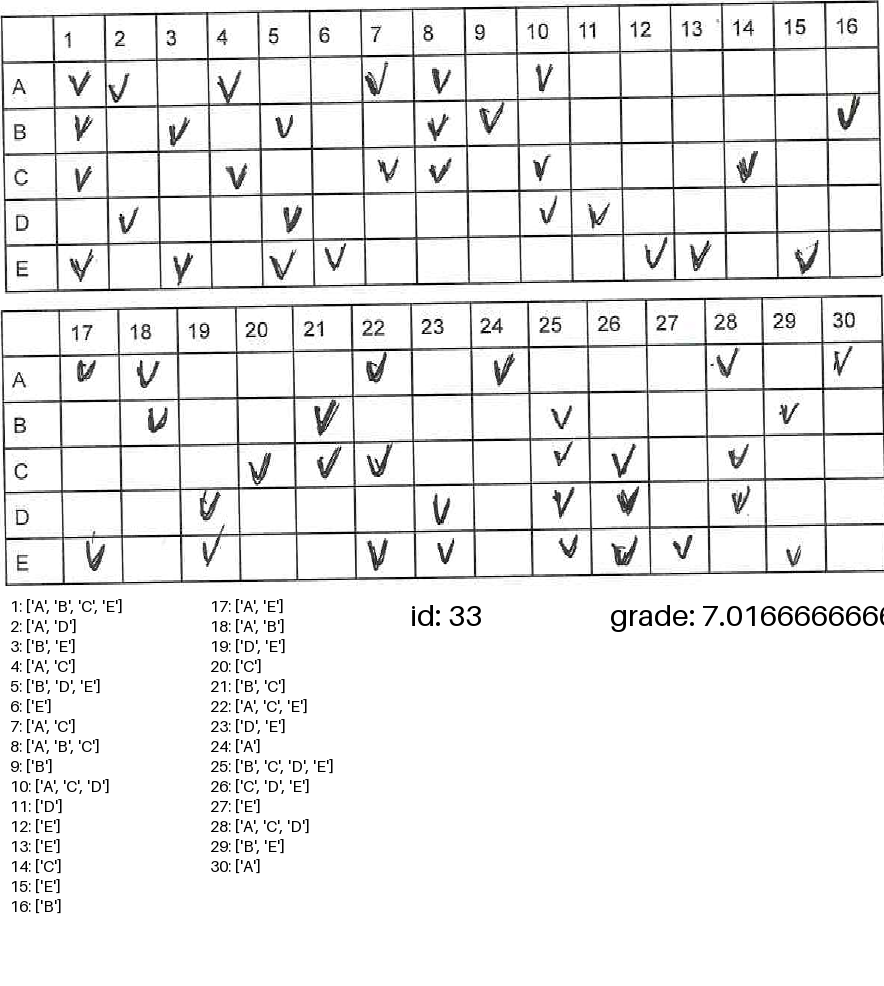 1 2 3 4 5 6 7 8 9 10 11 12 13 14 15 16
A V V V V V V
B V V V V V V
C V V V V V V
D V V V V
E V V V V V V V
17 18 19 20 21 22 23 24 25 26 27 28 29 30
A V V V V V V
B V V V V
C V V V V V V
D V V V V V
E V V V V V V V V
1: ['A', 'B', 'C', 'E']
2: ['A', 'D']
3: ['B', 'E']
4: ['A', 'C']
5: ['B', 'D', 'E']
6: ['E']
7: ['A', 'C']
8: ['A', 'B', 'C']
9: ['B']
10: ['A', 'C', 'D']
11: ['D']
12: ['E']
13: ['E']
14: ['C']
15: ['E']
16: ['B']
17: ['A', 'E']
18: ['A', 'B']
19: ['D', 'E']
20: ['C']
21: ['B', 'C']
22: ['A', 'C', 'E']
23: ['D', 'E']
24: ['A']
25: ['B', 'C', 'D', 'E']
26: ['C', 'D', 'E']
27: ['E']
28: ['A', 'C', 'D']
29: ['B', 'E']
30: ['A']
id: 33
grade: 7.0166666666